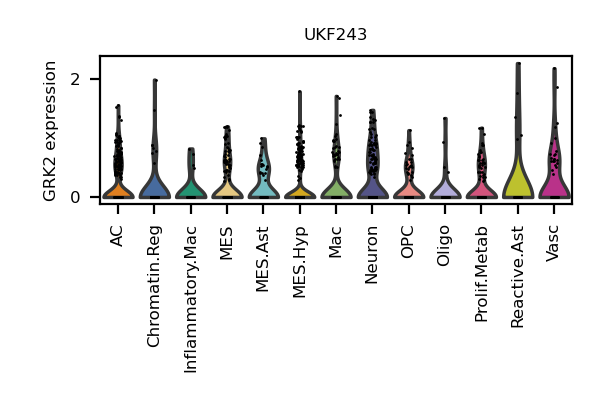 UKF243
GRK2 expression
2
0
AC
Chromatin.Reg
Inflammatory.Mac
MES
MES.Ast
MES.Hyp
Mac
Neuron
OPC
Oligo
Prolif.Metab
Reactive.Ast
Vasc